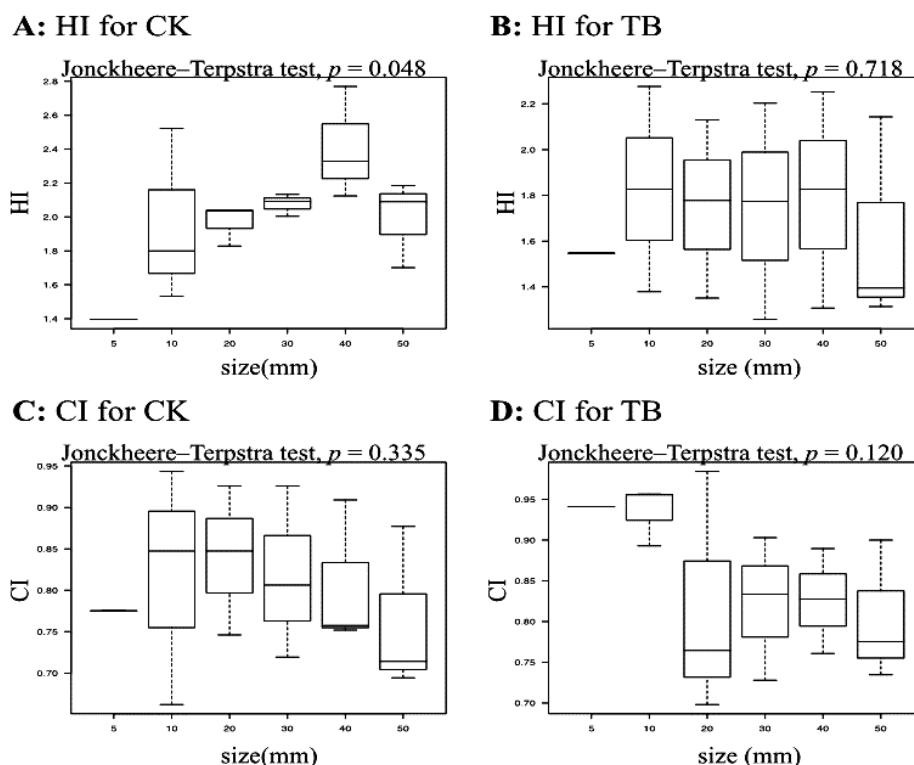 A: HI for CK
Jonckheere–Terpstra test, p = 0.048
HI
2.8
2.6
2.4
2.2
2.0
1.8
1.6
1.4
5 10 20 30 40 50
size(mm)
B: HI for TB
Jonckheere–Terpstra test, p = 0.718
HI
2.2
2.0
1.8
1.6
1.4
5 10 20 30 40 50
size (mm)
C: CI for CK
Jonckheere–Terpstra test, p = 0.335
CI
0.95
0.90
0.85
0.80
0.75
0.70
5 10 20 30 40 50
size(mm)
D: CI for TB
Jonckheere–Terpstra test, p = 0.120
CI
0.95
0.90
0.85
0.80
0.75
0.70
5 10 20 30 40 50
size (mm)